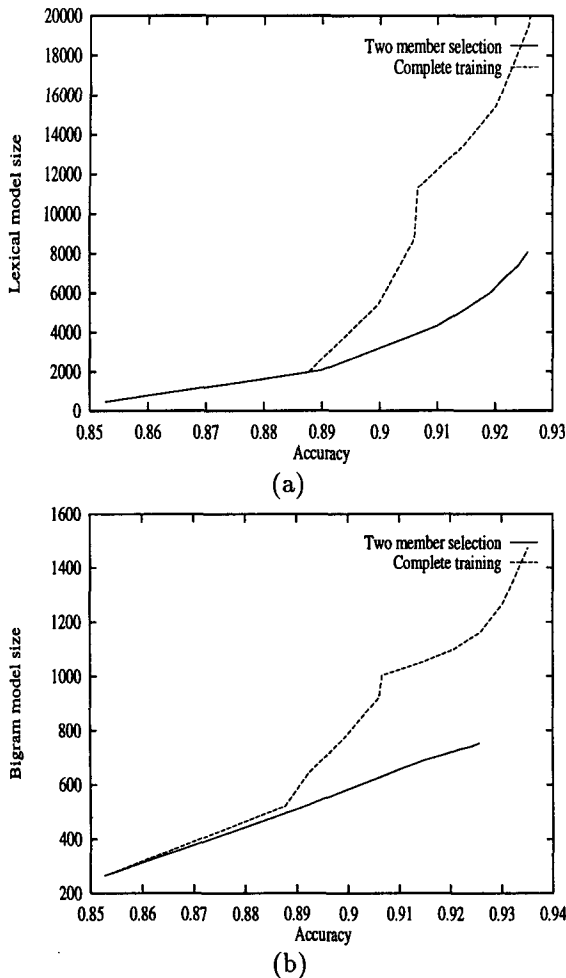 20000
18000
16000
14000
12000
10000
8000
6000
4000
2000
0
Lexical model size
Two member selection
Complete training
0.85 0.86 0.87 0.88 0.89 0.9 0.91 0.92 0.93
Accuracy
(a)
1600
1400
1200
1000
800
600
400
200
Bigram model size
Two member selection
Complete training
0.85 0.86 0.87 0.88 0.89 0.9 0.91 0.92 0.93 0.94
Accuracy
(b)